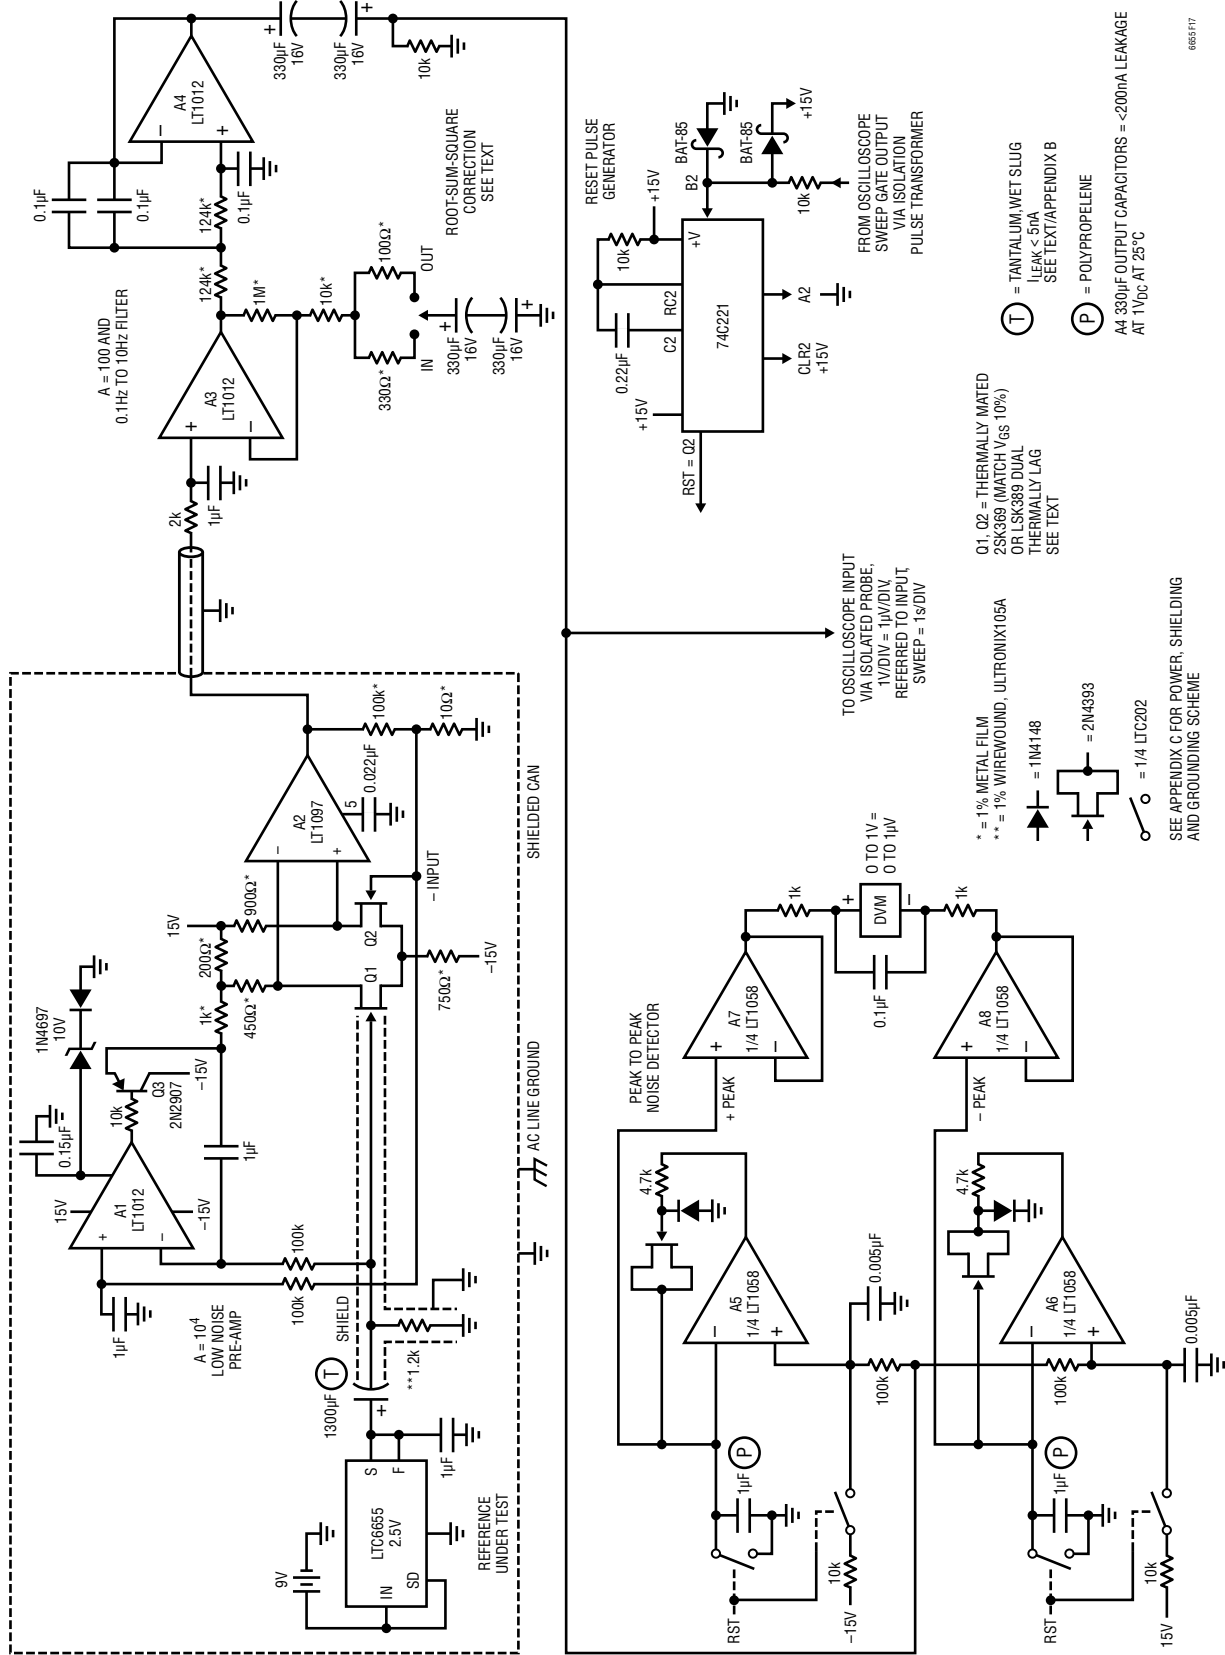 A4
LT1012
330µF
16V
330µF
16V
10k
0.1µF
0.1µF
124k*
0.1µF
124k*
ROOT-SUM-SQUARE
CORRECTION
SEE TEXT
A = 100 AND
0.1Hz TO 10Hz FILTER
1M*
10k*
100Ω*
OUT
330Ω*
IN
330µF
16V
330µF
16V
A3
LT1012
2k
1µF
RESET PULSE
GENERATOR
+15V
10k
+V
RC2
C2
0.22µF
+15V
74C221
A2
CLR2
+15V
RST = Q2
B2
BAT-85
BAT-85
+15V
10k
FROM OSCILLOSCOPE
SWEEP GATE OUTPUT
VIA ISOLATION
PULSE TRANSFORMER
T
= TANTALUM,WET SLUG
ILEAK < 5nA
SEE TEXT/APPENDIX B
P
= POLYPROPELENE
A4 330µF OUTPUT CAPACITORS = <200nA LEAKAGE
AT 1VDC AT 25°C
6655 F17
TO OSCILLOSCOPE INPUT
VIA ISOLATED PROBE,
1V/DIV = 1µV/DIV,
REFERRED TO INPUT,
SWEEP = 1s/DIV
Q1, Q2 = THERMALLY MATED
2SK369 (MATCH VGS 10%)
OR LSK389 DUAL
THERMALLY LAG
SEE TEXT
* = 1% METAL FILM
** = 1% WIREWOUND, ULTRONIX105A
= 1N4148
= 2N4393
= 1/4 LTC202
SEE APPENDIX C FOR POWER, SHIELDING
AND GROUNDING SCHEME
SHIELDED CAN
AC LINE GROUND
A = 10⁴
LOW NOISE
PRE-AMP
0.15µF
1N4697
10V
15V
A1
LT1012
+
–
–15V
10k
Q3
2N2907
–15V
1µF
1µF
100k
100k
1k*
200Ω*
15V
450Ω*
900Ω*
Q1
Q2
750Ω*
–15V
– INPUT
A2
LT1097
5
0.022µF
100k*
10Ω*
SHIELD
1300µF
T
**1.2k
9V
IN
SD
LTC6655
2.5V
S
F
1µF
REFERENCE
UNDER TEST
PEAK TO PEAK
NOISE DETECTOR
+ PEAK
4.7k
A5
1/4 LT1058
0.005µF
100k
1µF
P
RST
10k
–15V
A7
1/4 LT1058
1k
DVM
0 TO 1V =
0 TO 1µV
0.1µF
1k
A8
1/4 LT1058
– PEAK
4.7k
A6
1/4 LT1058
100k
0.005µF
1µF
P
RST
10k
15V